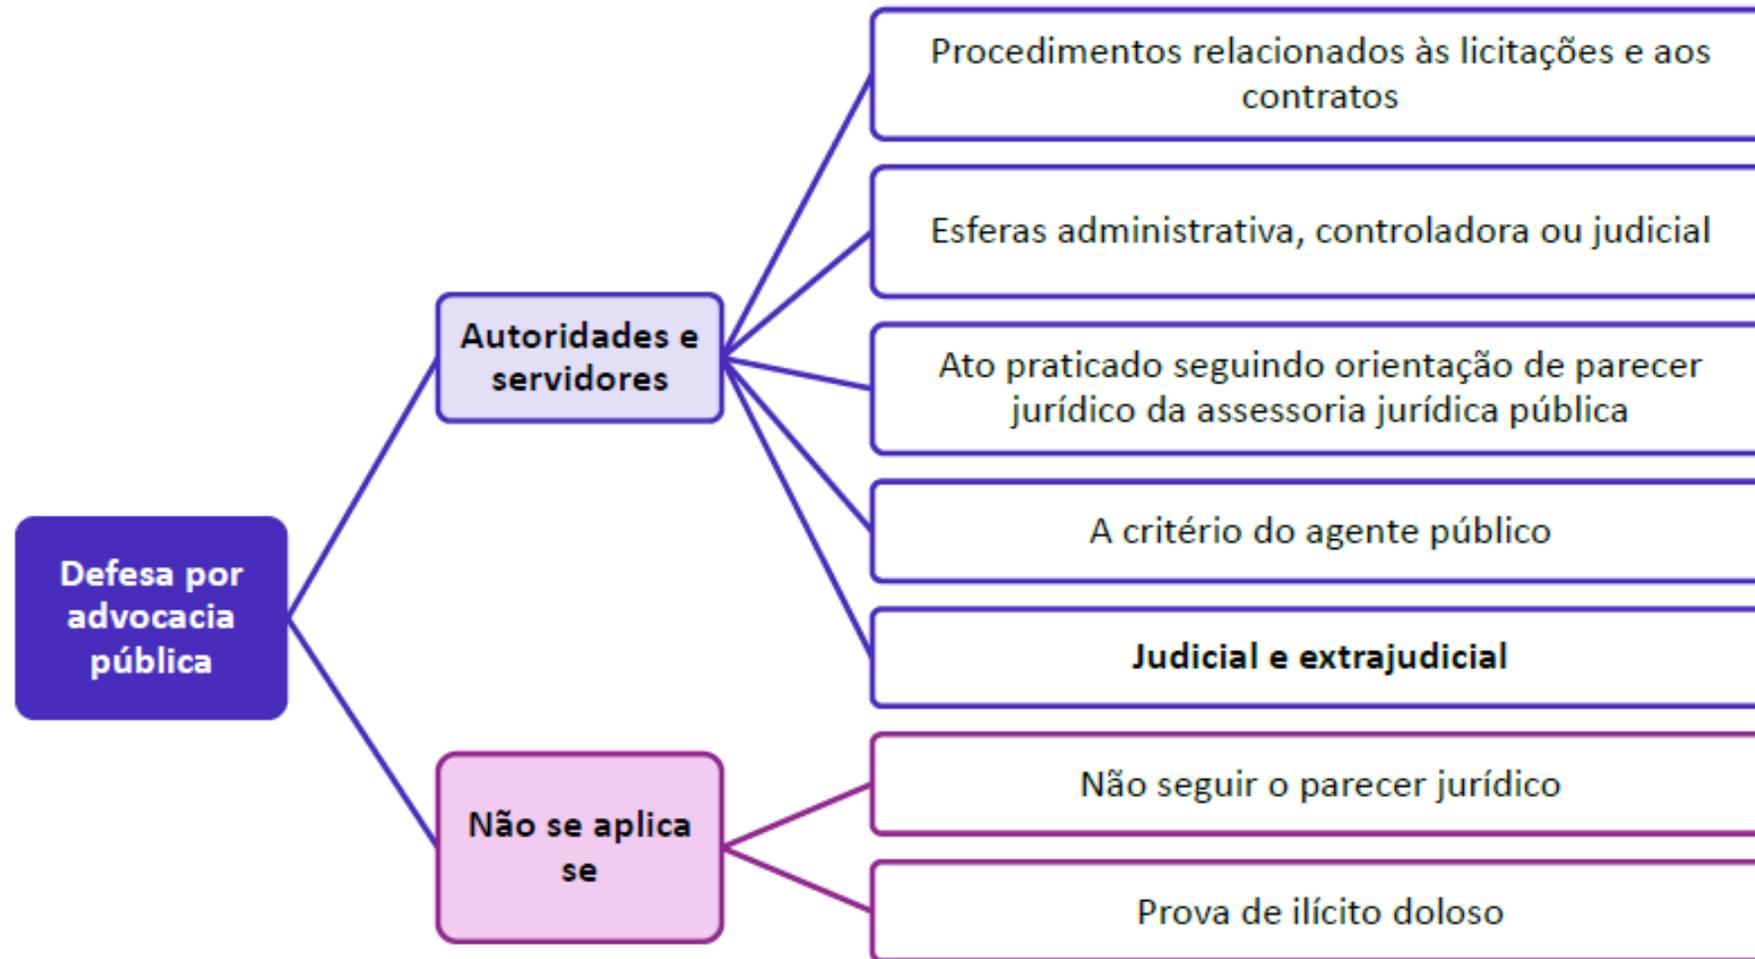 Defesa por
advocacia
pública
Autoridades e
servidores
Procedimentos relacionados às licitações e aos
contratos
Esferas administrativa, controladora ou judicial
Ato praticado seguindo orientação de parecer
jurídico da assessoria jurídica pública
A critério do agente público
Judicial e extrajudicial
Não se aplica
se
Não seguir o parecer jurídico
Prova de ilícito doloso